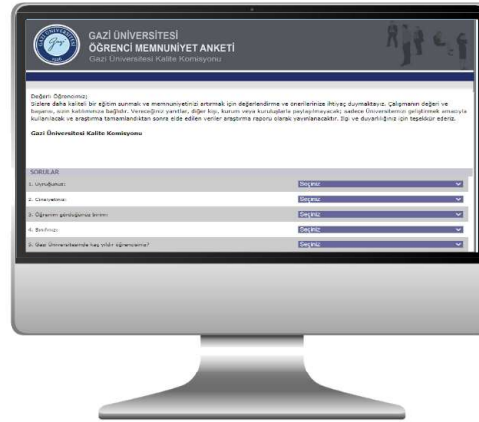 GAZİ ÜNİVERSİTESİ
ÖĞRENCİ MEMNUNİYET ANKETİ
Gazi Üniversitesi Kalite Komisyonu
Değerli Öğrencimiz;
Sizlere daha kaliteli bir eğitim sunmak ve memnuniyetinizi artırmak için değerlendirme ve önerilerinize ihtiyaç duymaktayız. Çalışmanın değeri ve
başarısı, sizin katılımınıza bağlıdır. Vereceğiniz yanıtlar, diğer kişi, kurum veya kuruluşlarla paylaşılmayacak; sadece Üniversitemizi geliştirmek amacıyla
kullanılacak ve araştırma tamamlandıktan sonra elde edilen veriler araştırma raporu olarak yayınlanacaktır. İlgi ve duyarlılığınız için teşekkür ederiz.
Gazi Üniversitesi Kalite Komisyonu
SORULAR
1. Uyruğunuz: Seçiniz
2. Cinsiyetiniz: Seçiniz
3. Öğrenim gördüğünüz birim: Seçiniz
4. Sınıfınız: Seçiniz
5. Gazi Üniversitesinde kaç yıldır öğrencisiniz? Seçiniz